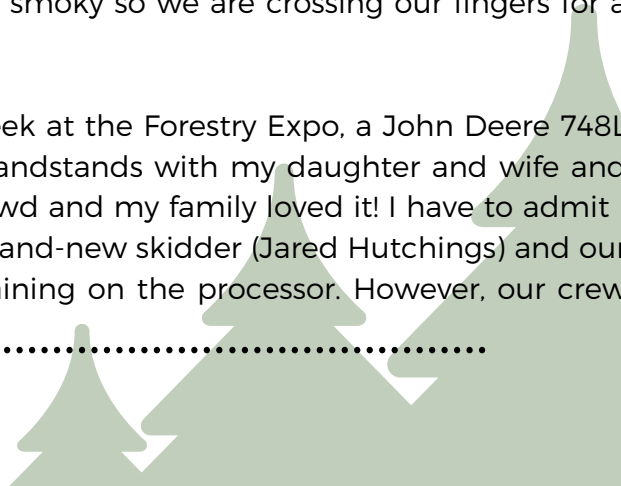 smoky so we are crossing our fingers for a
eek at the Forestry Expo, a John Deere 748L
andstands with my daughter and wife and
wd and my family loved it! I have to admit
and-new skidder (Jared Hutchings) and our
ining on the processor. However, our crew